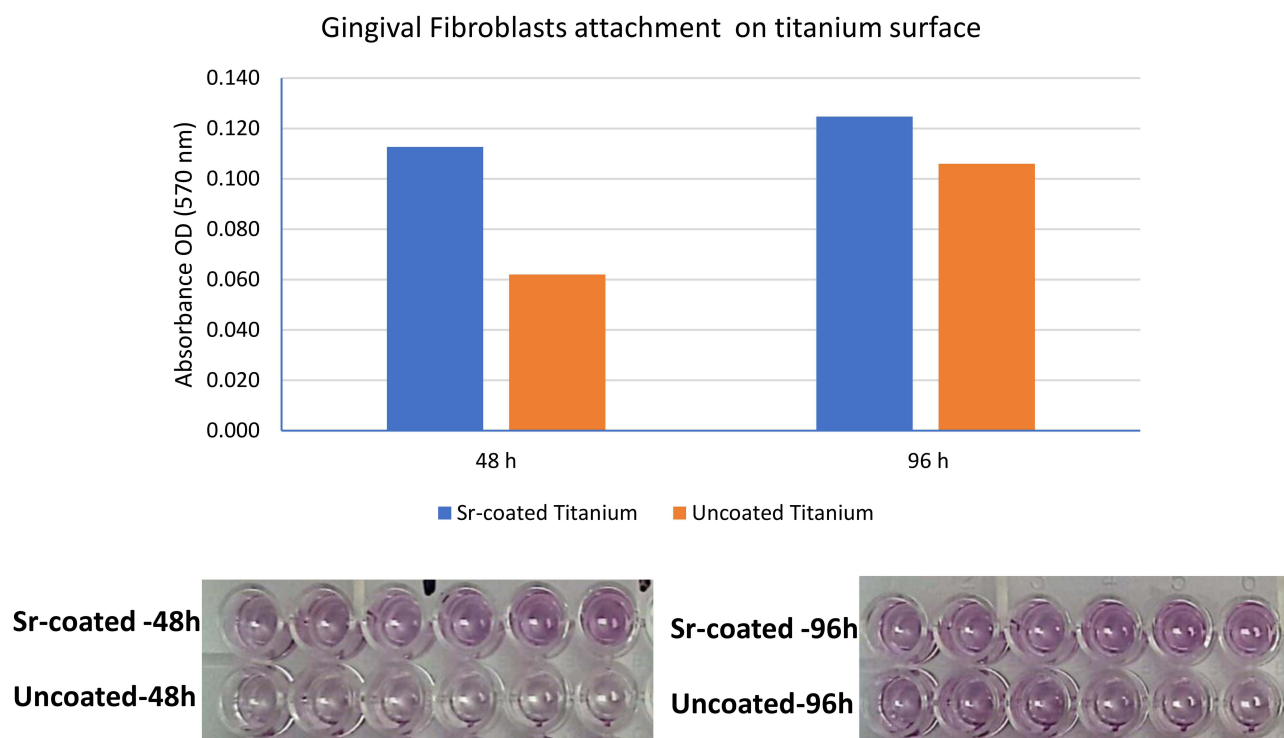 Gingival Fibroblasts attachment on titanium surface
Absorbance OD (570 nm)
0.140
0.120
0.100
0.080
0.060
0.040
0.020
0.000
48 h
96 h
Sr-coated Titanium
Uncoated Titanium
Sr-coated -48h
Uncoated-48h
Sr-coated -96h
Uncoated-96h